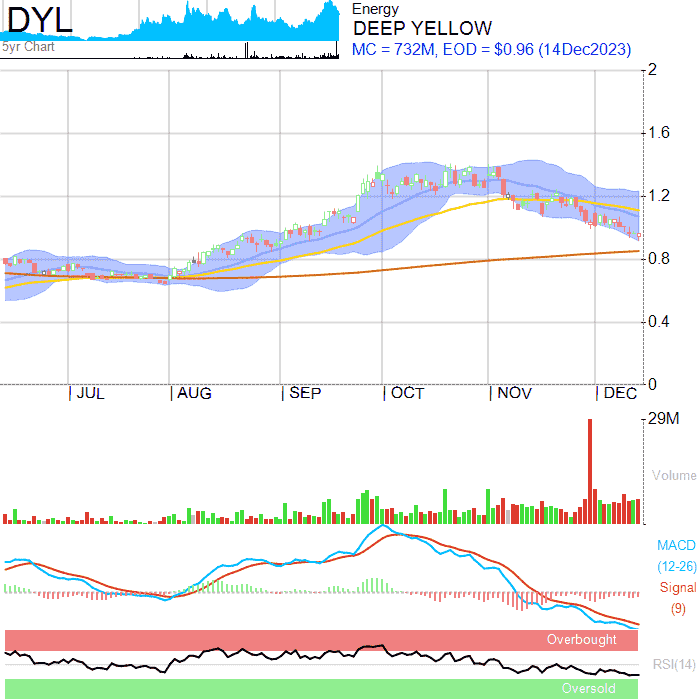 DYL
5yr Chart
Energy
DEEP YELLOW
MC = 732M, EOD = $0.96 (14Dec2023)
2
1.6
1.2
0.8
0.4
0
JUL AUG SEP OCT NOV DEC
29M
Volume
MACD
(12-26)
Signal
(9)
Overbought
RSI(14)
Oversold